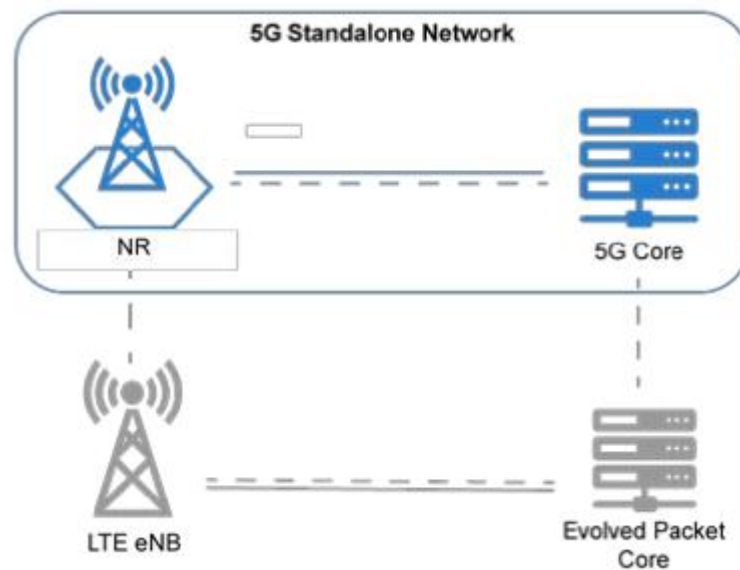 5G Standalone Network
NR
5G Core
LTE eNB
Evolved Packet
Core